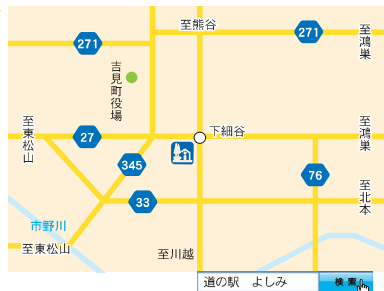 至熊谷
271
271
至鴻巣
吉見町役場
下細谷
至東松山
27
至鴻巣
345
76
33
至北本
市野川
至東松山
至川越
道の駅 よしみ
検索